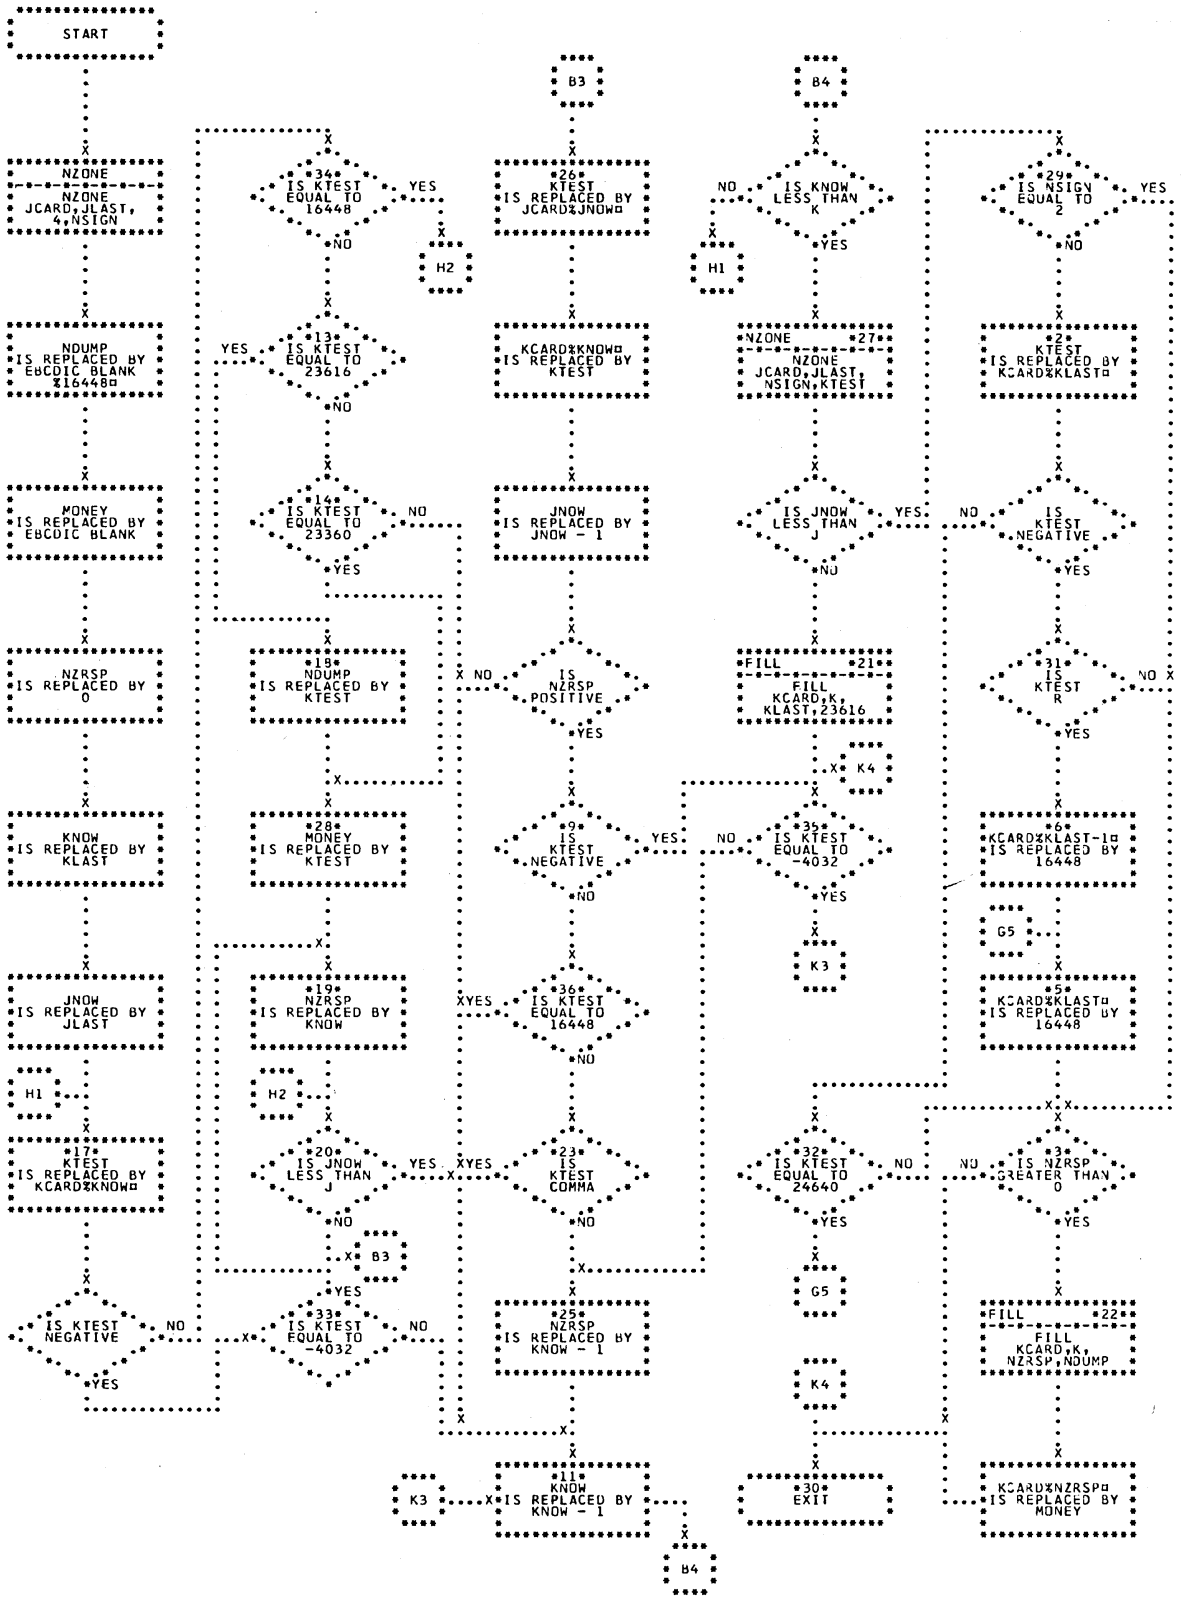 START
NZONE
NZONE
JCARD,JLAST,
4,NSIGN
NDUMP
IS REPLACED BY
EBCDIC BLANK
%16448¤
MONEY
IS REPLACED BY
EBCDIC BLANK
NZRSP
IS REPLACED BY
0
KNOW
IS REPLACED BY
KLAST
JNOW
IS REPLACED BY
JLAST
H1
*17*
KTEST
IS REPLACED BY
KCARD%KNOW¤
IS KTEST
NEGATIVE
NO
YES
*34*
IS KTEST
EQUAL TO
16448
YES
NO
H2
*13*
IS KTEST
EQUAL TO
23616
YES
NO
*14*
IS KTEST
EQUAL TO
23360
NO
YES
*18*
NDUMP
IS REPLACED BY
KTEST
*28*
MONEY
IS REPLACED BY
KTEST
*19*
NZRSP
IS REPLACED BY
KNOW
H2
*20*
IS JNOW
LESS THAN
J
YES
NO
B3
YES
*33*
IS KTEST
EQUAL TO
-4032
NO
B3
*26*
KTEST
IS REPLACED BY
JCARD%JNOW¤
KCARD%KNOW¤
IS REPLACED BY
KTEST
JNOW
IS REPLACED BY
JNOW - 1
NO
IS
NZRSP
POSITIVE
YES
*9*
IS
KTEST
NEGATIVE
YES
NO
YES
*36*
IS KTEST
EQUAL TO
16448
NO
YES
*23*
IS
KTEST
COMMA
NO
*25*
NZRSP
IS REPLACED BY
KNOW - 1
K3
*11*
KNOW
IS REPLACED BY
KNOW - 1
B4
B4
NO
IS KNOW
LESS THAN
K
YES
H1
NZONE *27*
NZONE
JCARD,JLAST,
NSIGN,KTEST
IS JNOW
LESS THAN
J
YES
NO
FILL *21*
FILL
KCARD,K,
KLAST,23616
K4
NO
*35*
IS KTEST
EQUAL TO
-4032
YES
K3
*32*
IS KTEST
EQUAL TO
24640
NO
YES
G5
K4
*30*
EXIT
*29*
IS NSIGN
EQUAL TO
2
YES
NO
*2*
KTEST
IS REPLACED BY
KCARD%KLAST¤
NO
IS
KTEST
NEGATIVE
YES
*31*
IS
KTEST
R
NO
YES
*6*
KCARD%KLAST-1¤
IS REPLACED BY
16448
G5
*5*
KCARD%KLAST¤
IS REPLACED BY
16448
NO
*3*
IS NZRSP
GREATER THAN
0
YES
FILL *22*
FILL
KCARD,K,
NZRSP,NDUMP
KCARD%NZRSP¤
IS REPLACED BY
MONEY